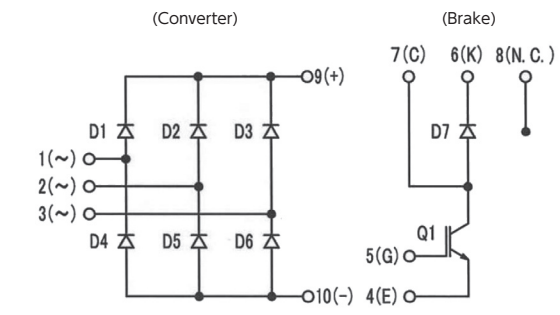 (Converter)
(Brake)
7(C) 6(K) 8(N. C.)
9(+)
D1 D2 D3 D7
1(~)
2(~)
3(~)
D4 D5 D6 Q1
5(G)
10(-) 4(E)